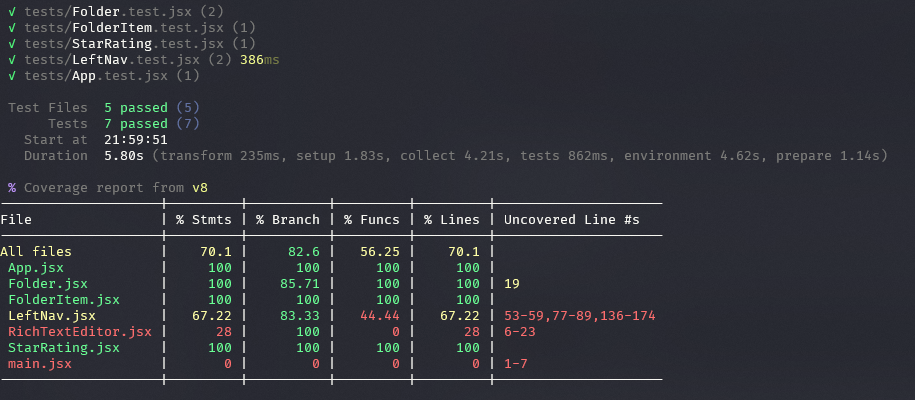 ✓ tests/Folder.test.jsx (2)
✓ tests/FolderItem.test.jsx (1)
✓ tests/StarRating.test.jsx (1)
✓ tests/LeftNav.test.jsx (2) 386ms
✓ tests/App.test.jsx (1)
Test Files 5 passed (5)
Tests 7 passed (7)
Start at 21:59:51
Duration 5.80s (transform 235ms, setup 1.83s, collect 4.21s, tests 862ms, environment 4.62s, prepare 1.14s)
% Coverage report from v8
File | % Stmts | % Branch | % Funcs | % Lines | Uncovered Line #s
All files | 70.1 | 82.6 | 56.25 | 70.1 |
App.jsx | 100 | 100 | 100 | 100 |
Folder.jsx | 100 | 85.71 | 100 | 100 | 19
FolderItem.jsx | 100 | 100 | 100 | 100 |
LeftNav.jsx | 67.22 | 83.33 | 44.44 | 67.22 | 53-59,77-89,136-174
RichTextEditor.jsx | 28 | 100 | 0 | 28 | 6-23
StarRating.jsx | 100 | 100 | 100 | 100 |
main.jsx | 0 | 0 | 0 | 0 | 1-7